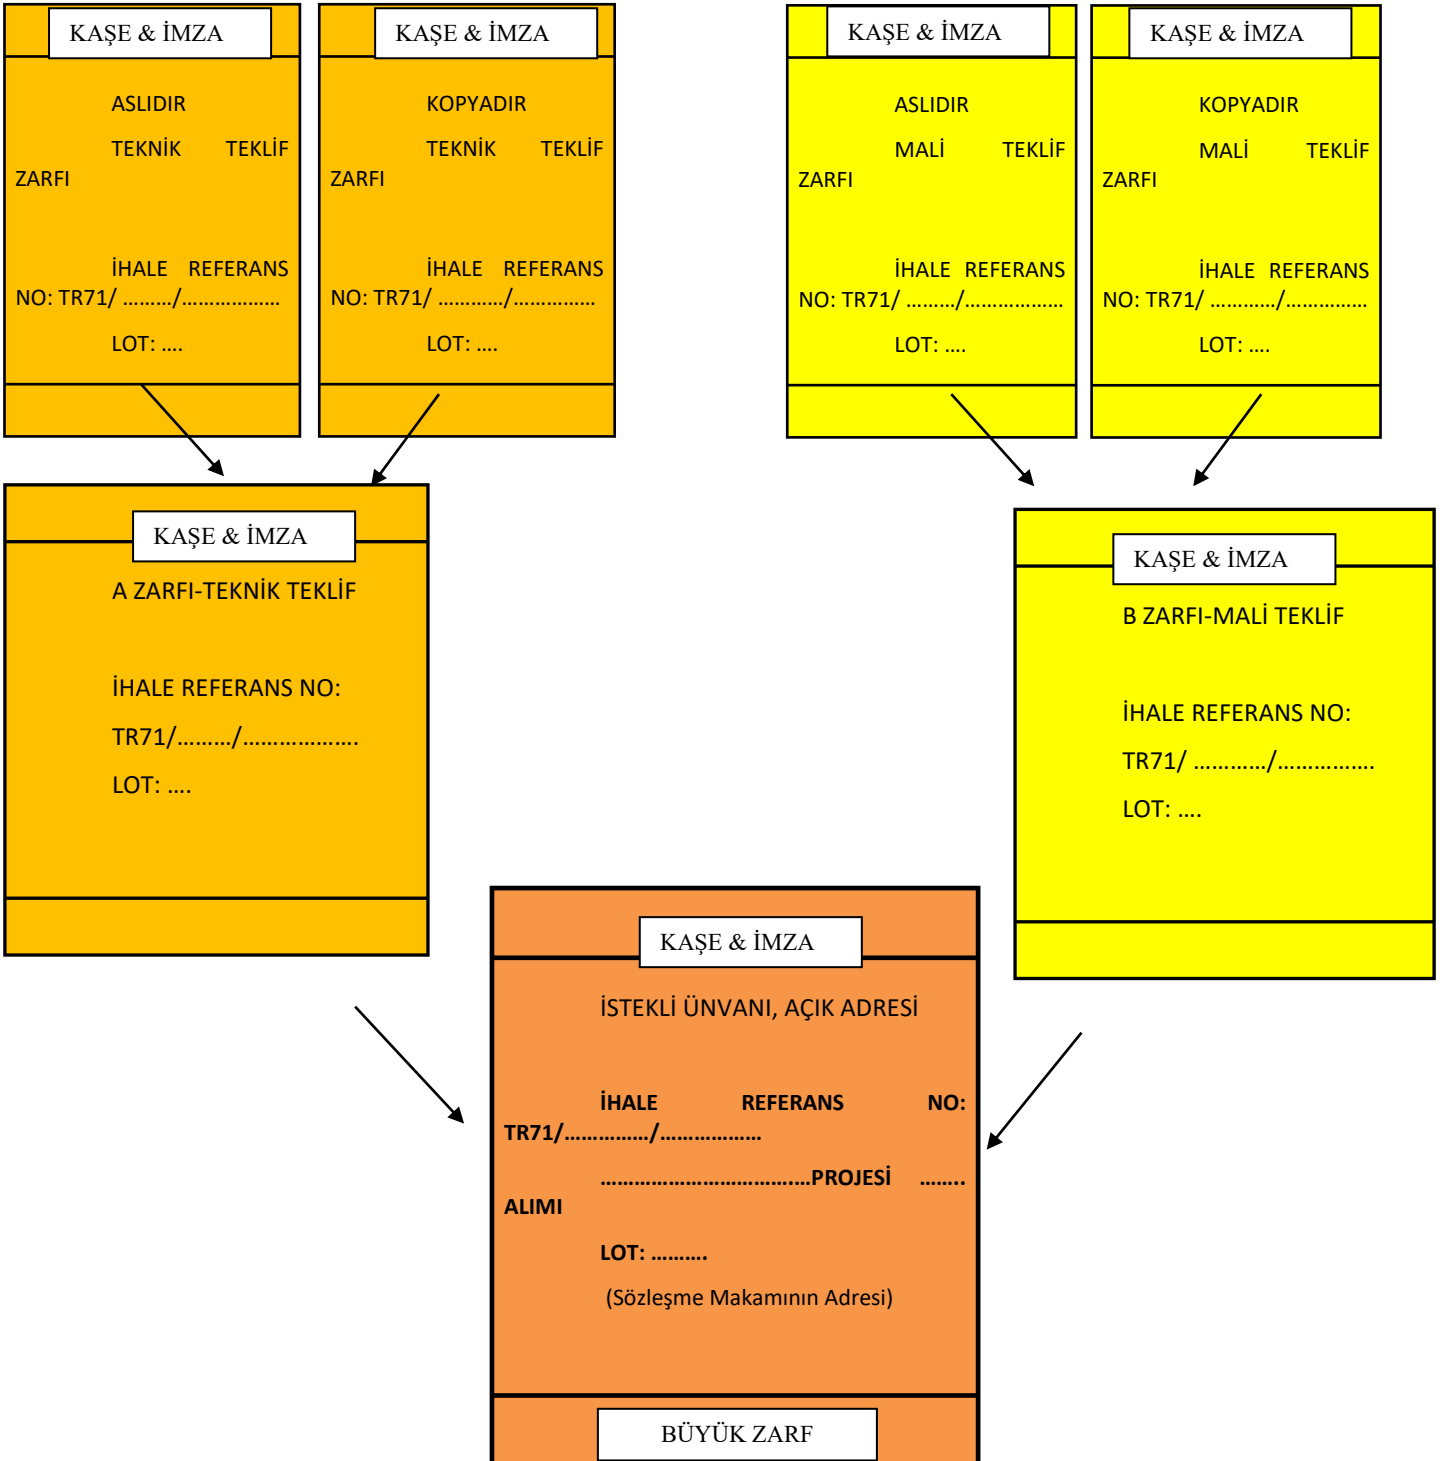 KAŞE & İMZA
ASLIDIR
TEKNİK TEKLİF
ZARFI
İHALE REFERANS
NO: TR71/ ………/………………
LOT: ….
KAŞE & İMZA
KOPYADIR
TEKNİK TEKLİF
ZARFI
İHALE REFERANS
NO: TR71/ …………/……………
LOT: ….
KAŞE & İMZA
ASLIDIR
MALİ TEKLİF
ZARFI
İHALE REFERANS
NO: TR71/ ………/………………
LOT: ….
KAŞE & İMZA
KOPYADIR
MALİ TEKLİF
ZARFI
İHALE REFERANS
NO: TR71/ …………/……………
LOT: ….
KAŞE & İMZA
A ZARFI-TEKNİK TEKLİF
İHALE REFERANS NO:
TR71/………/……………….
LOT: ….
KAŞE & İMZA
B ZARFI-MALİ TEKLİF
İHALE REFERANS NO:
TR71/ …………/…………….
LOT: ….
KAŞE & İMZA
İSTEKLİ ÜNVANI, AÇIK ADRESİ
İHALE REFERANS NO:
TR71/……………/………………
…………………………….…PROJESİ ……..
ALIMI
LOT: ……….
(Sözleşme Makamının Adresi)
BÜYÜK ZARF